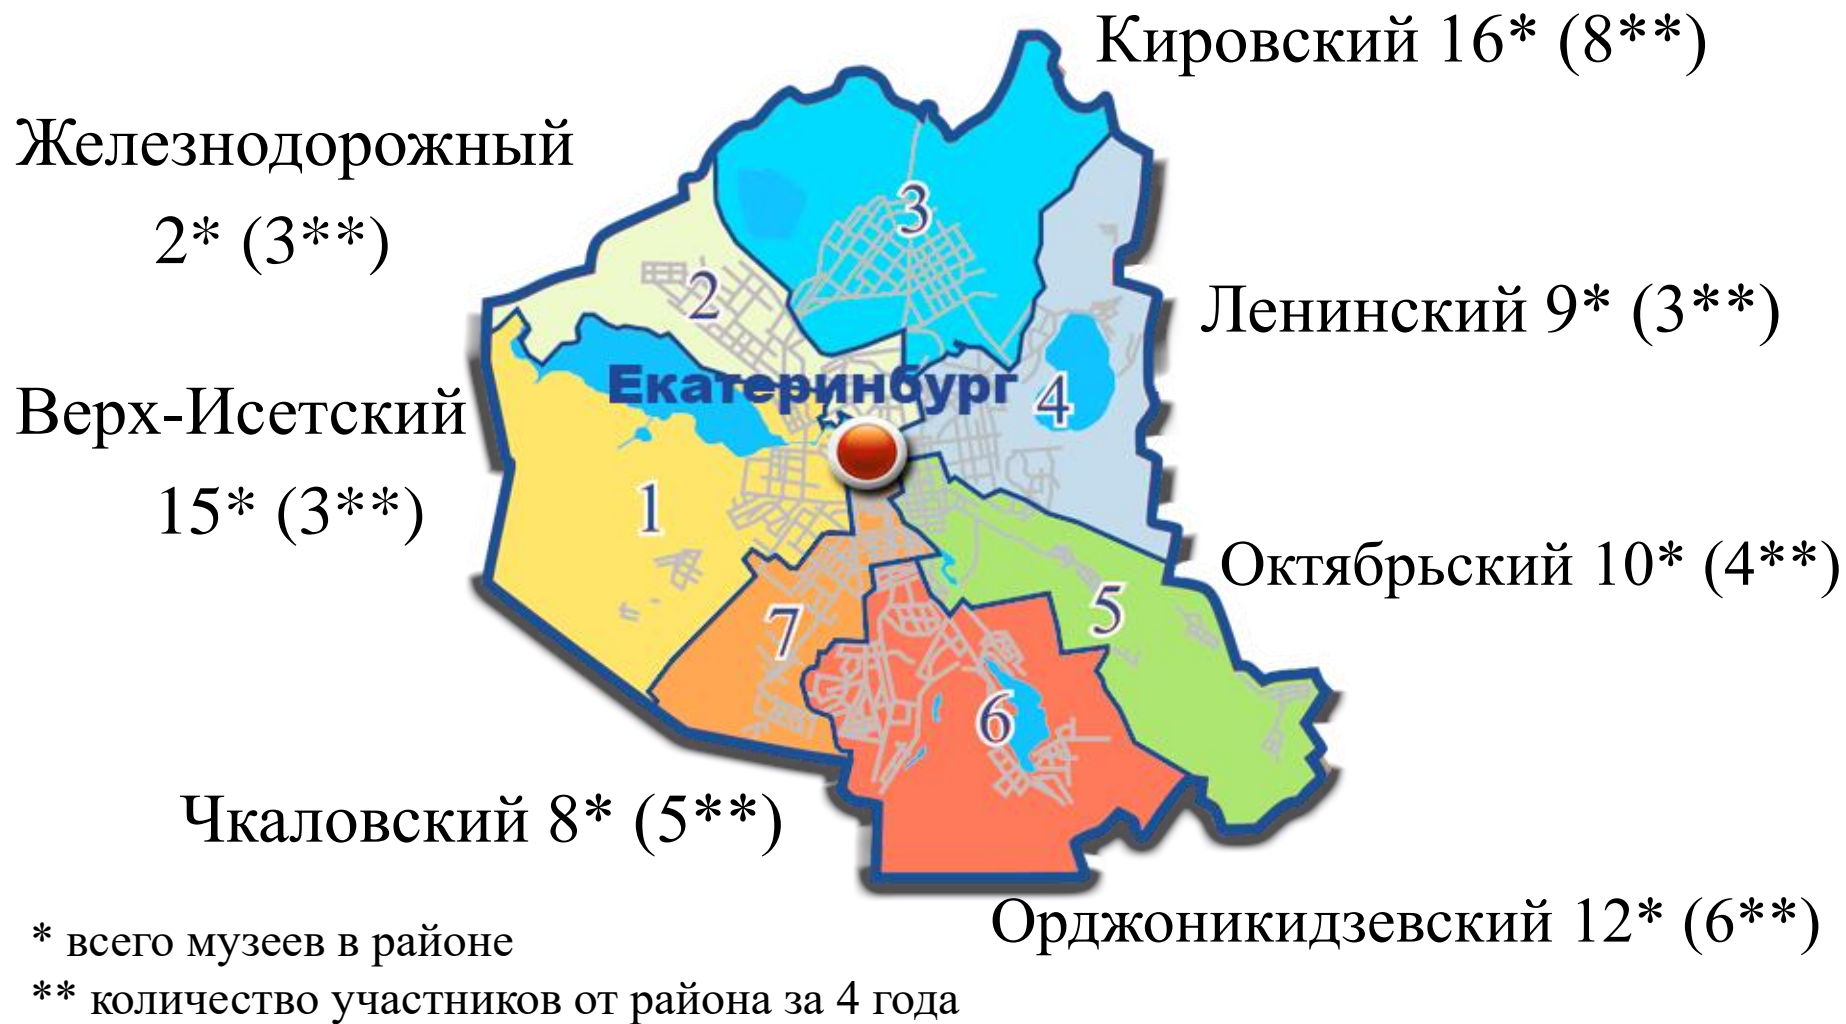 Кировский 16* (8**)
Железнодорожный
2* (3**)
3
2
Ленинский 9* (3**)
Екатеринбург
4
Верх-Исетский
15* (3**)
1
Октябрьский 10* (4**)
5
7
6
Чкаловский 8* (5**)
Орджоникидзевский 12* (6**)
* всего музеев в районе
** количество участников от района за 4 года